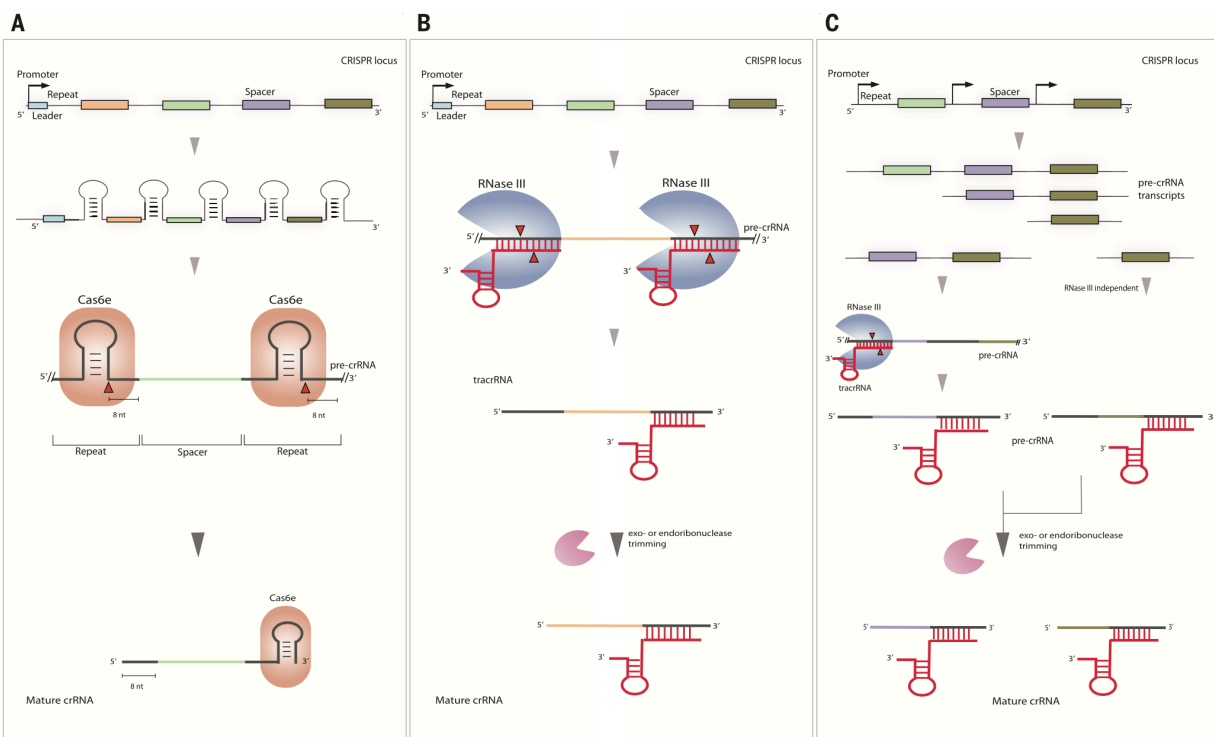 A
CRISPR locus
Promoter
Repeat
Spacer
5’
Leader
3’
3’
Cas6e
Cas6e
pre-crRNA
5’//
//3’
8 nt
8 nt
Repeat
Spacer
Repeat
Cas6e
5’
3’
8 nt
Mature crRNA
B
CRISPR locus
Promoter
Repeat
Spacer
5’
Leader
3’
RNase III
RNase III
pre-crRNA
5’//
//3’
3’
3’
tracrRNA
5’
3’
3’
exo- or endoribonuclease
trimming
5’
3’
3’
Mature crRNA
C
CRISPR locus
Promoter
Repeat
Spacer
5’
3’
pre-crRNA
transcripts
RNase III independent
RNase III
5’//
//3’
pre-crRNA
3’
tracrRNA
5’
3’
5’
3’
pre-crRNA
3’
3’
exo- or endoribonuclease
trimming
5’
3’
5’
3’
3’
3’
Mature crRNA